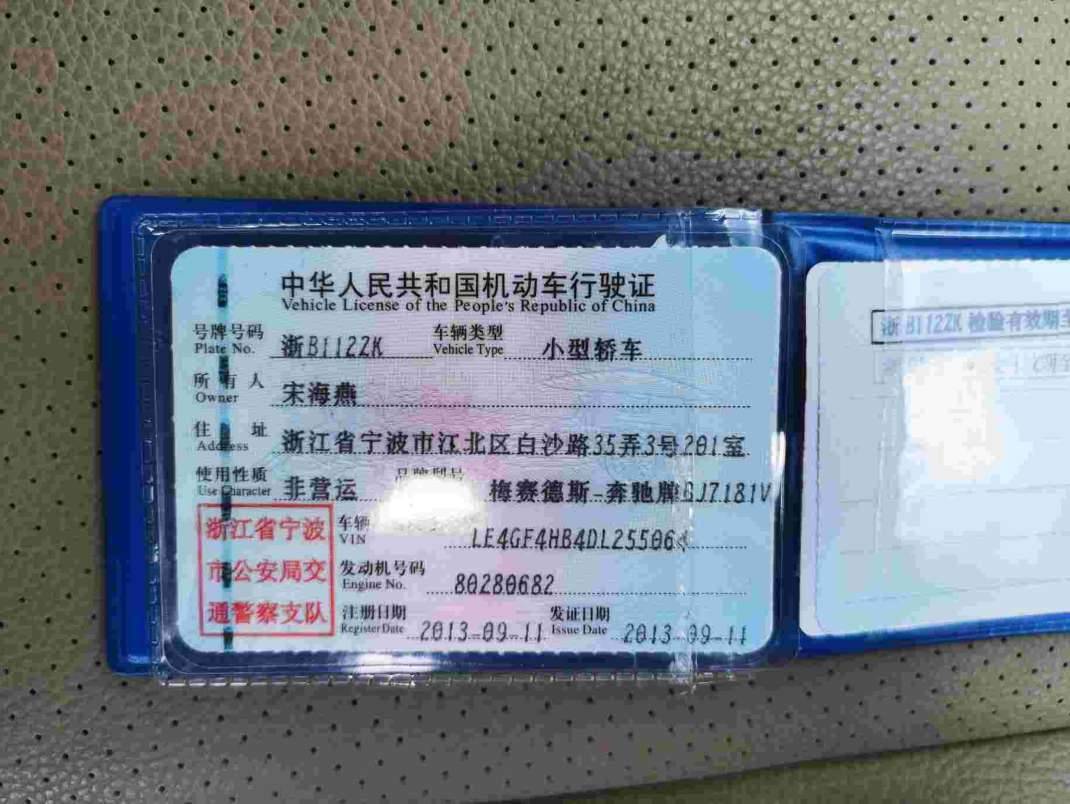 中华人民共和国机动车行驶证
Vehicle License of the People's Republic of China
号牌号码 浙B112ZK 车辆类型 小型轿车
Plate No. Vehicle Type
所有人 宋海燕
Owner
住址 浙江省宁波市江北区白沙路35弄3号201室
Address
使用性质 非营运 品牌型号 梅赛德斯-奔驰牌BJ7181V
Use Character
浙江省宁波
市公安局交
通警察支队
车辆 LE4GF4HB4DL255064
VIN
发动机号码 80280682
Engine No.
注册日期 2013-09-11 发证日期 2013-09-11
Register Date Issue Date
浙B112ZK 检验有效期至